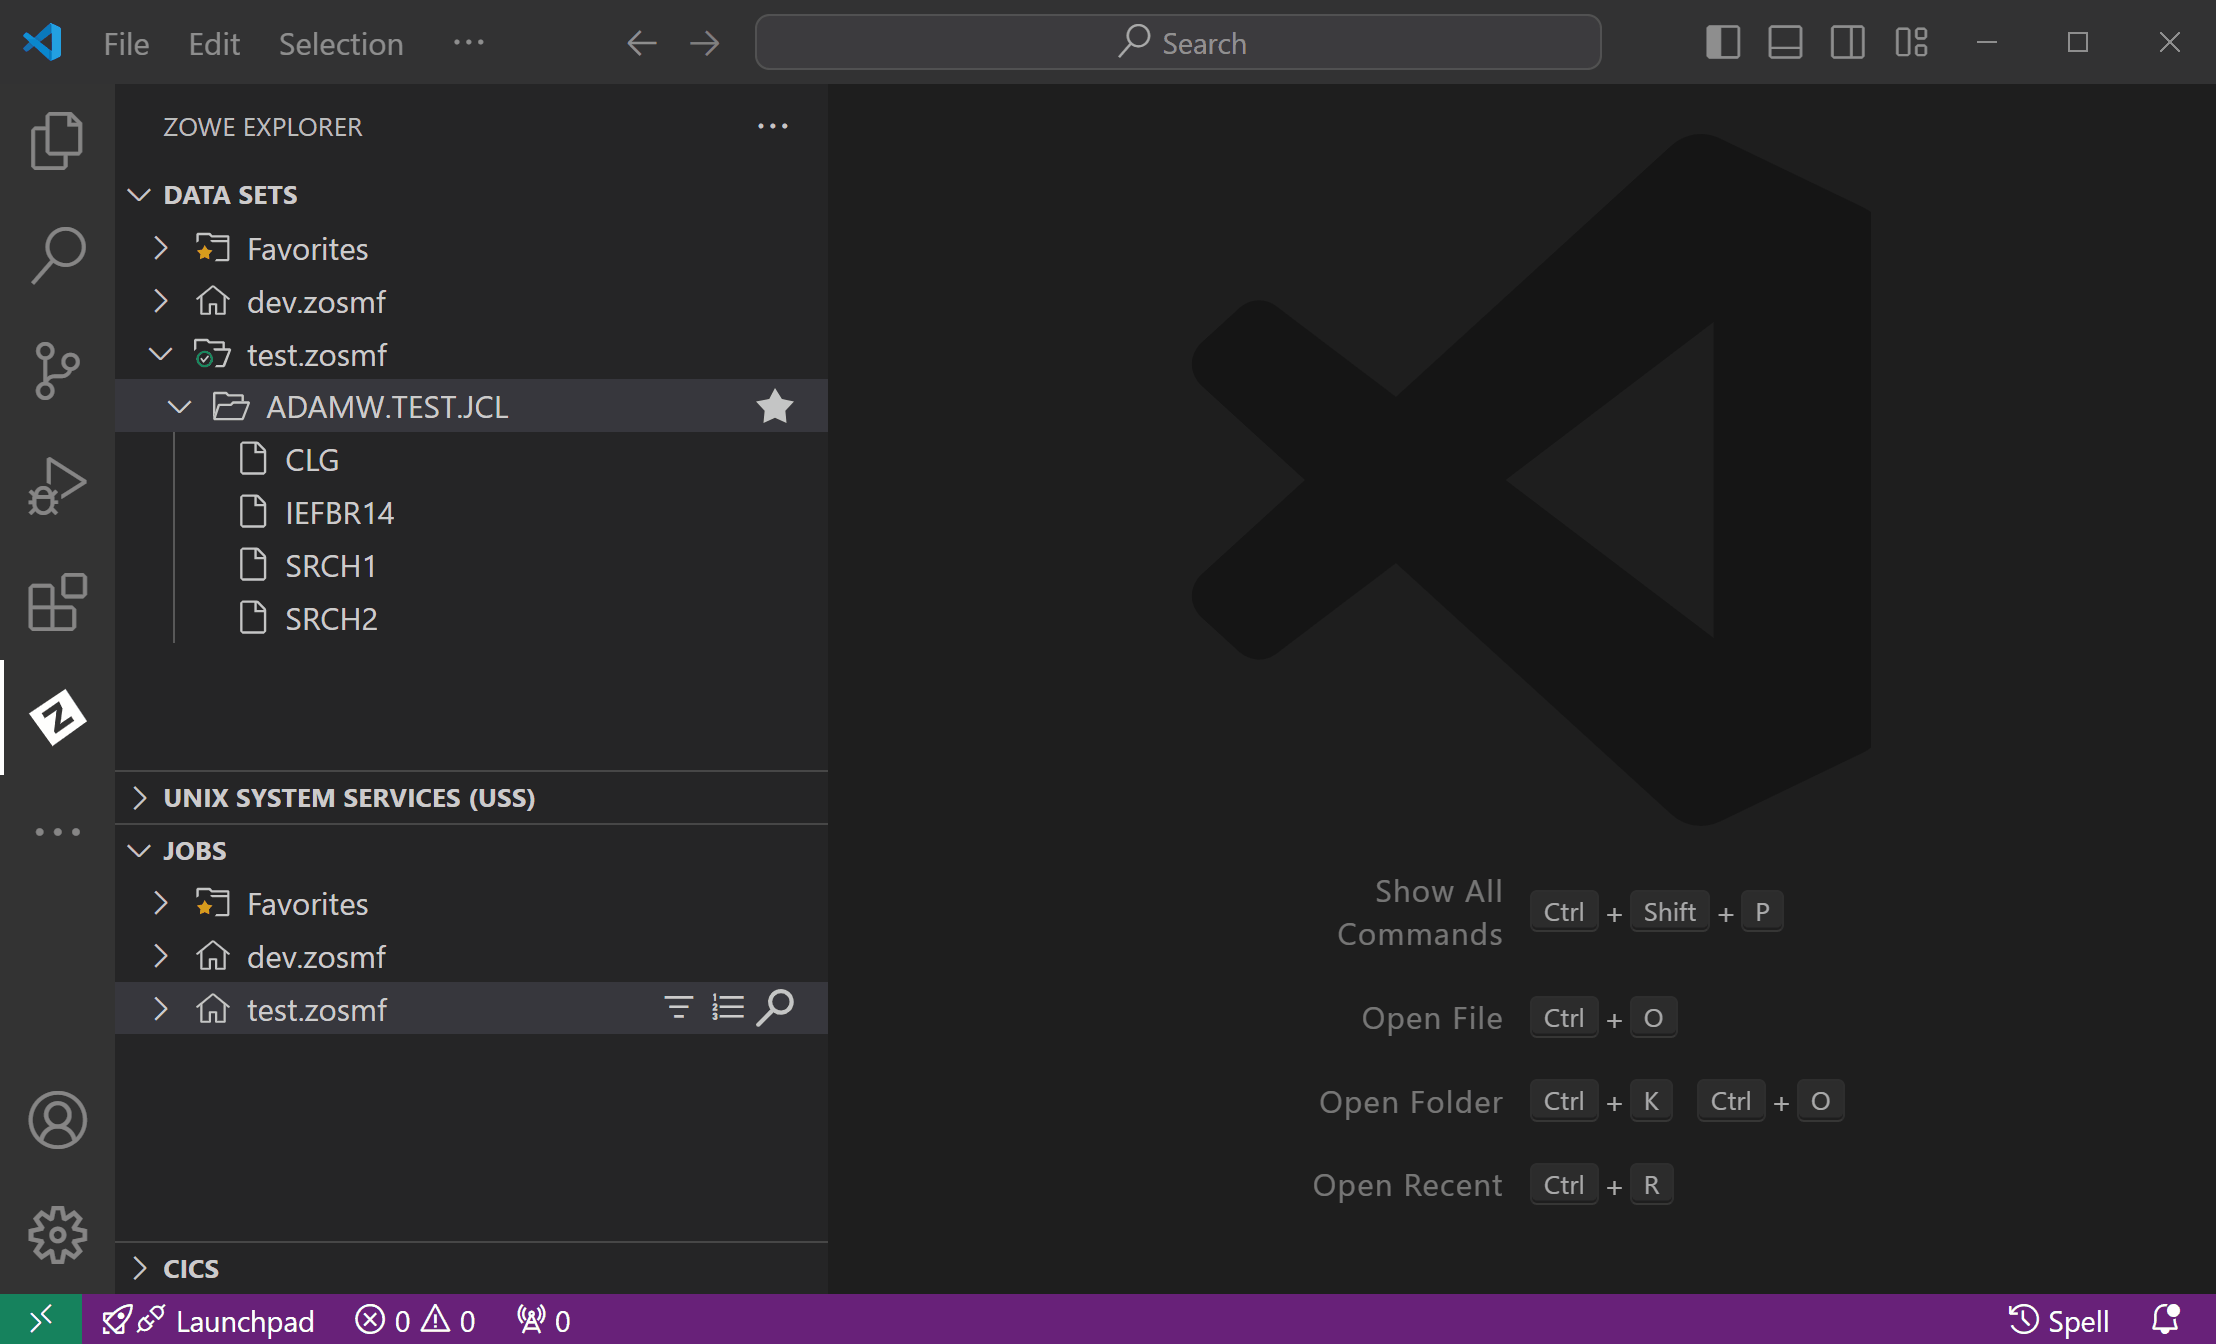 File Edit Selection ··· Search
ZOWE EXPLORER ···
DATA SETS
Favorites
dev.zosmf
test.zosmf
ADAMW.TEST.JCL
CLG
IEFBR14
SRCH1
SRCH2
UNIX SYSTEM SERVICES (USS)
JOBS
Favorites
dev.zosmf
test.zosmf
CICS
Show All
Commands Ctrl + Shift + P
Open File Ctrl + O
Open Folder Ctrl + K Ctrl + O
Open Recent Ctrl + R
Launchpad 0 0 0 Spell